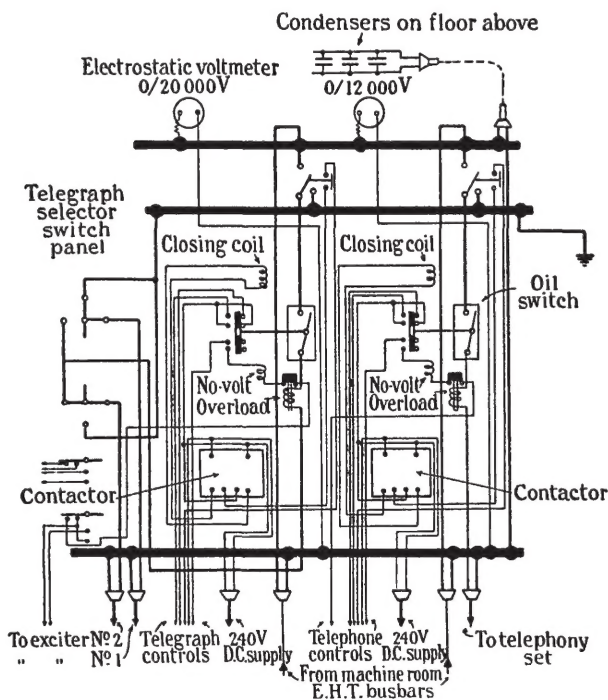 Condensers on floor above
Electrostatic voltmeter
0/20 000V
0/12 000V
Telegraph
selector
switch
panel
Closing coil
Closing coil
Oil
switch
No-volt
Overload
No-volt
Overload
Contactor
Contactor
To exciter No 2
" " No 1
Telegraph
controls
240V
D.C. supply
Telephone
controls
240V
D.C. supply
To telephony
set
From machine room
E.H.T. busbars